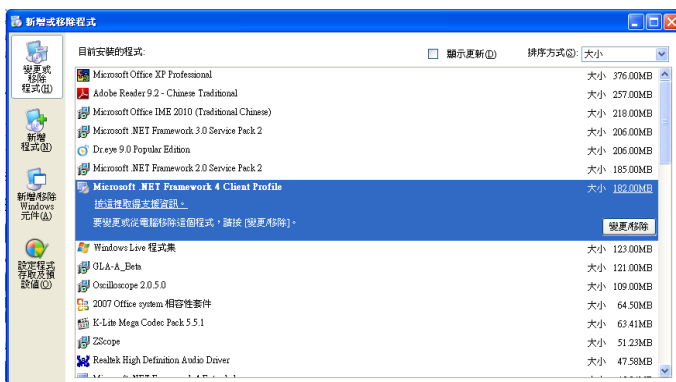 新增或移除程式
變更或
移除
程式(H)
新增
程式(N)
新增/移除
Windows
元件(A)
設定程式
存取及預
設值(O)
目前安裝的程式:
顯示更新(D)
排序方式(S): 大小
Microsoft Office XP Professional 大小 376.00MB
Adobe Reader 9.2 - Chinese Traditional 大小 257.00MB
Microsoft Office IME 2010 (Traditional Chinese) 大小 218.00MB
Microsoft .NET Framework 3.0 Service Pack 2 大小 206.00MB
Dr.eye 9.0 Popular Edition 大小 206.00MB
Microsoft .NET Framework 2.0 Service Pack 2 大小 185.00MB
Microsoft .NET Framework 4 Client Profile 大小 182.00MB
按這裡取得支援資訊。
要變更或從電腦移除這個程式，請按 [變更/移除]。
變更/移除
Windows Live 程式集 大小 123.00MB
GLA-A_Beta 大小 121.00MB
Oscilloscope 2.0.5.0 大小 109.00MB
2007 Office system 相容性套件 大小 64.50MB
K-Lite Mega Codec Pack 5.5.1 大小 63.41MB
ZScope 大小 51.23MB
Realtek High Definition Audio Driver 大小 47.58MB